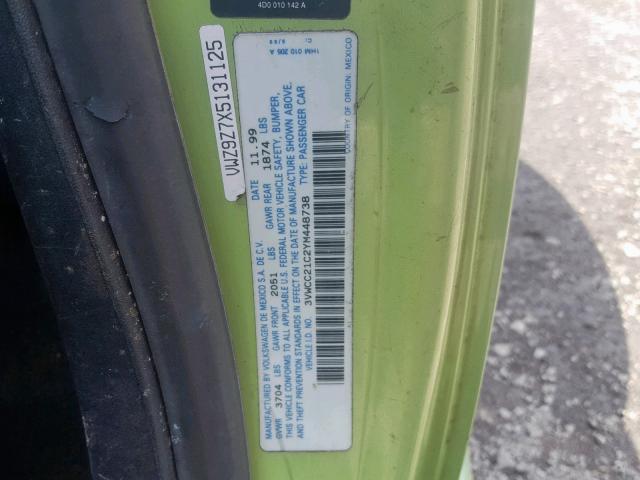 4D0 010 142 A
VWZ9Z7X5131125
MANUFACTURED BY VOLKSWAGEN DE MEXICO S.A. DE C.V. DATE 11.99
GVWR 3704 LBS GAWR FRONT 2051 LBS GAWR REAR 1874 LBS
THIS VEHICLE CONFORMS TO ALL APPLICABLE U.S. FEDERAL MOTOR VEHICLE SAFETY, BUMPER,
AND THEFT PREVENTION STANDARDS IN EFFECT ON THE DATE OF MANUFACTURE SHOWN ABOVE.
VEHICLE I.D. NO.: 3VWCC21C2YM448738 TYPE: PASSENGER CAR
COUNTRY OF ORIGIN: MEXICO
1HM 010 205 A